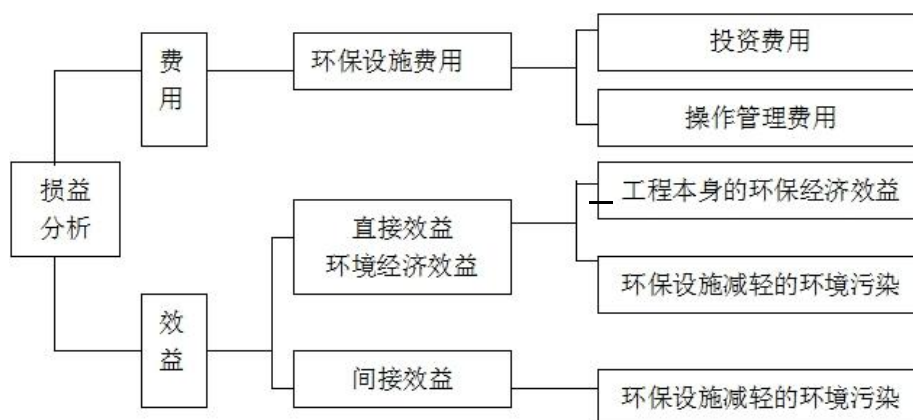 费
用
环保设施费用
投资费用
操作管理费用
损益
分析
工程本身的环保经济效益
直接效益
环境经济效益
环保设施减轻的环境污染
效
益
间接效益
环保设施减轻的环境污染